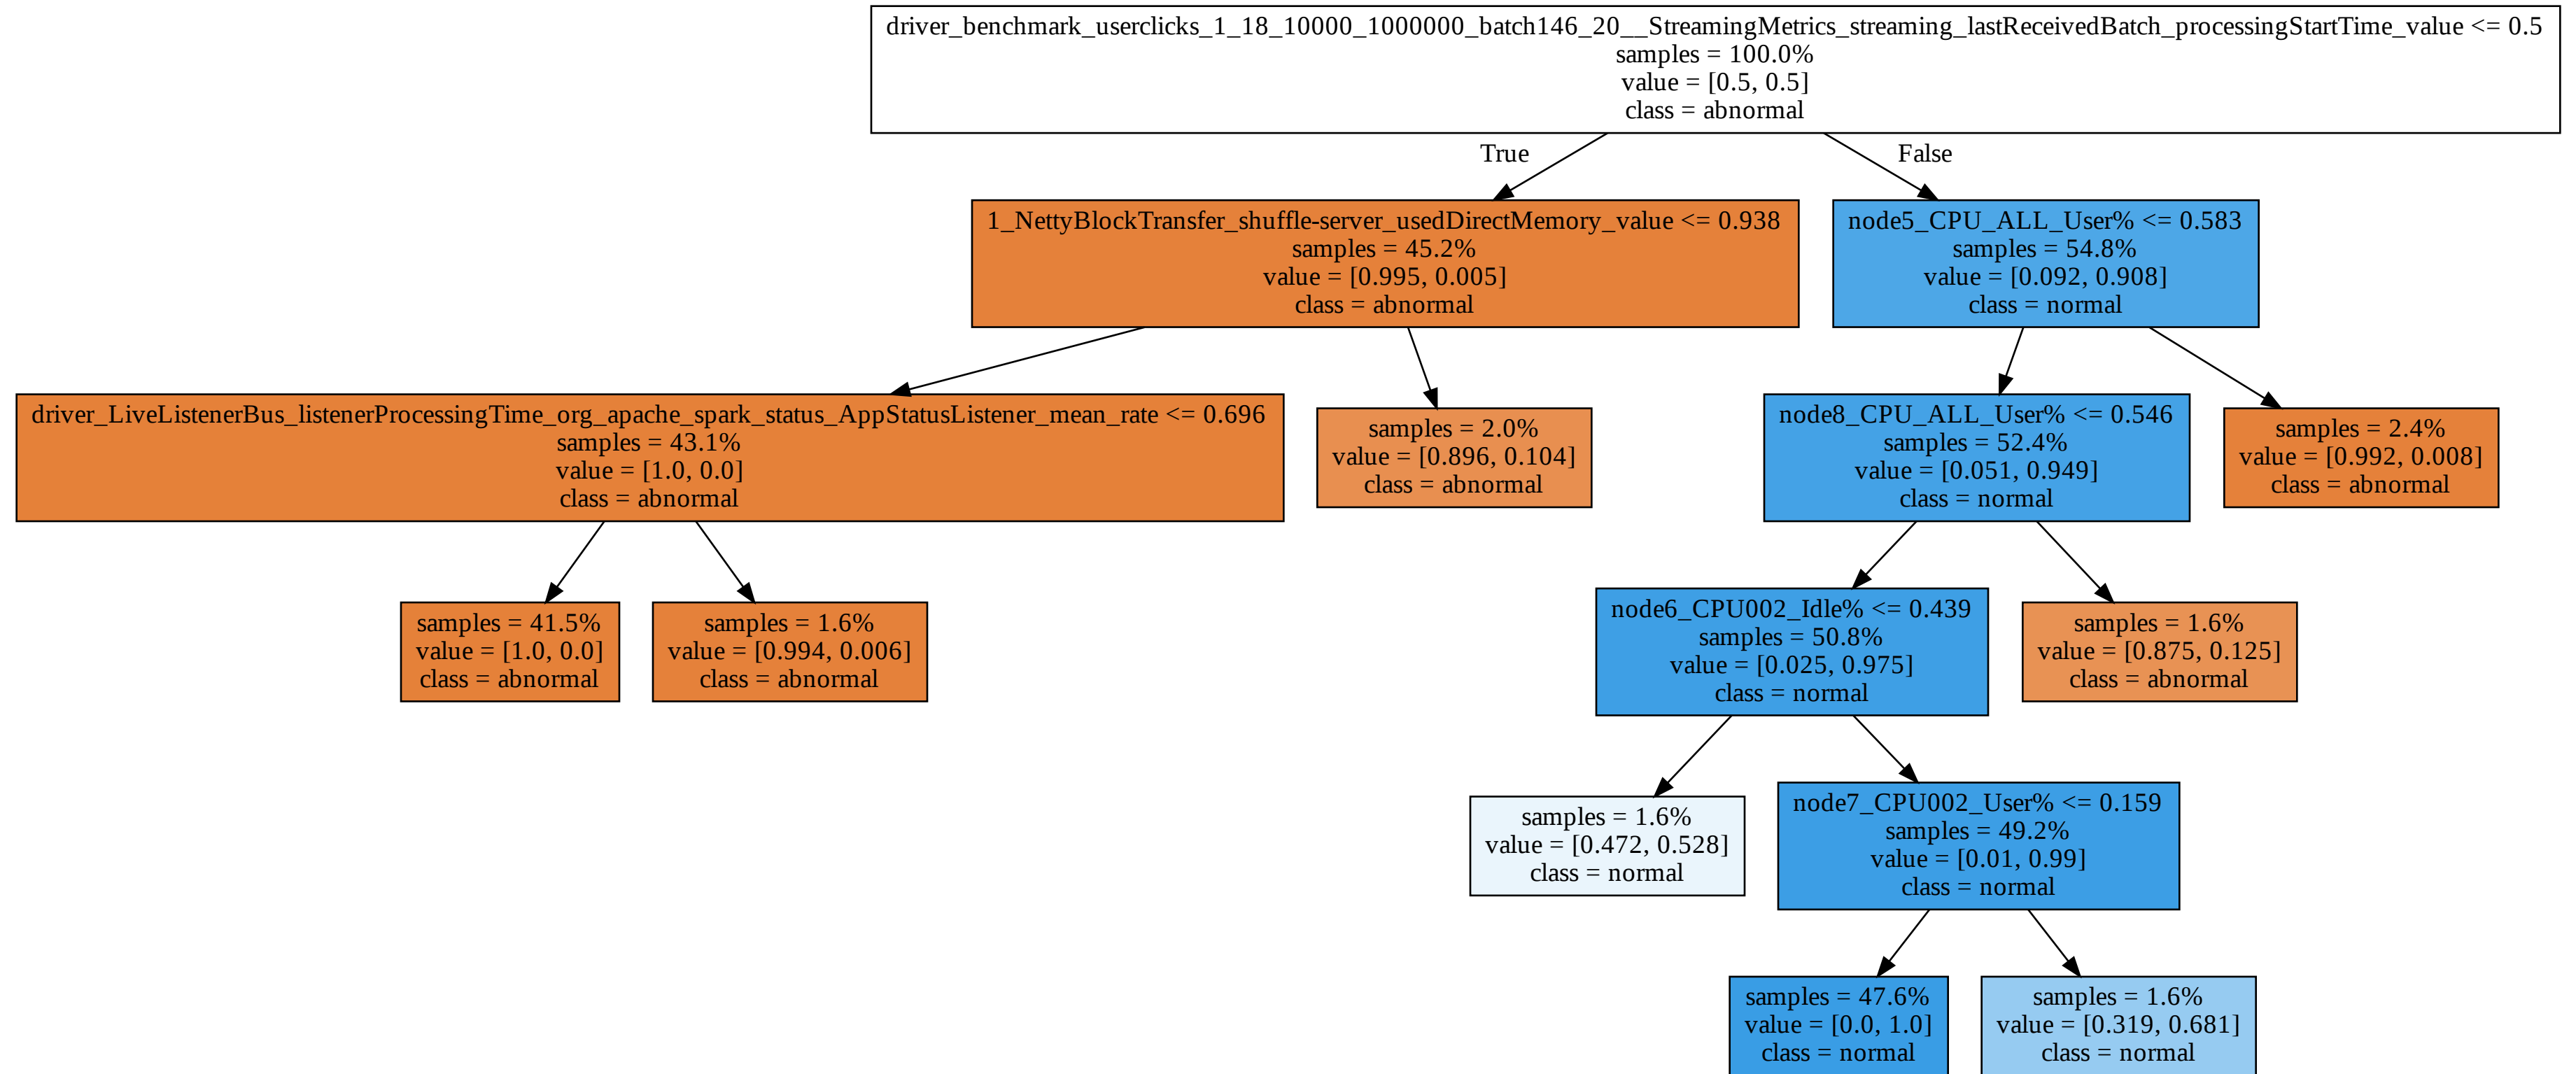 driver_benchmark_userclicks_1_18_10000_1000000_batch146_20__StreamingMetrics_streaming_lastReceivedBatch_processingStartTime_value <= 0.5
samples = 100.0%
value = [0.5, 0.5]
class = abnormal
True
False
1_NettyBlockTransfer_shuffle-server_usedDirectMemory_value <= 0.938
samples = 45.2%
value = [0.995, 0.005]
class = abnormal
node5_CPU_ALL_User% <= 0.583
samples = 54.8%
value = [0.092, 0.908]
class = normal
driver_LiveListenerBus_listenerProcessingTime_org_apache_spark_status_AppStatusListener_mean_rate <= 0.696
samples = 43.1%
value = [1.0, 0.0]
class = abnormal
samples = 2.0%
value = [0.896, 0.104]
class = abnormal
node8_CPU_ALL_User% <= 0.546
samples = 52.4%
value = [0.051, 0.949]
class = normal
samples = 2.4%
value = [0.992, 0.008]
class = abnormal
samples = 41.5%
value = [1.0, 0.0]
class = abnormal
samples = 1.6%
value = [0.994, 0.006]
class = abnormal
node6_CPU002_Idle% <= 0.439
samples = 50.8%
value = [0.025, 0.975]
class = normal
samples = 1.6%
value = [0.875, 0.125]
class = abnormal
samples = 1.6%
value = [0.472, 0.528]
class = normal
node7_CPU002_User% <= 0.159
samples = 49.2%
value = [0.01, 0.99]
class = normal
samples = 47.6%
value = [0.0, 1.0]
class = normal
samples = 1.6%
value = [0.319, 0.681]
class = normal